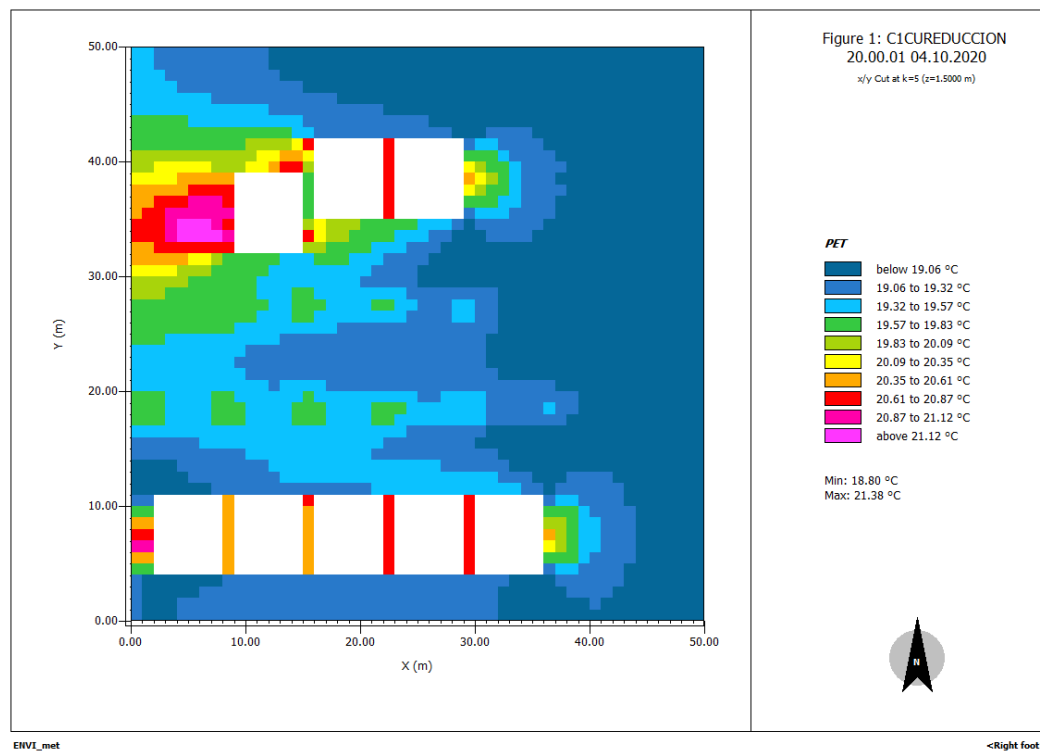 Figure 1: C1CUREDUCCION
20.00.01 04.10.2020
x/y Cut at k=5 (z=1.5000 m)
50.00
40.00
30.00
20.00
10.00
0.00
Y (m)
0.00 10.00 20.00 30.00 40.00 50.00
X (m)
PET
below 19.06 °C
19.06 to 19.32 °C
19.32 to 19.57 °C
19.57 to 19.83 °C
19.83 to 20.09 °C
20.09 to 20.35 °C
20.35 to 20.61 °C
20.61 to 20.87 °C
20.87 to 21.12 °C
above 21.12 °C
Min: 18.80 °C
Max: 21.38 °C
N
ENVI_met
<Right foot